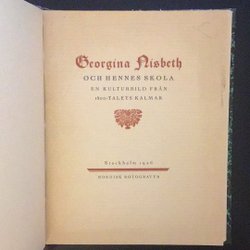 Georgina Nisbeth
OCH HENNES SKOLA
EN KULTURBILD FRÅN
1800-TALETS KALMAR
Stockholm 1926
NORDISK ROTOGRAVYR